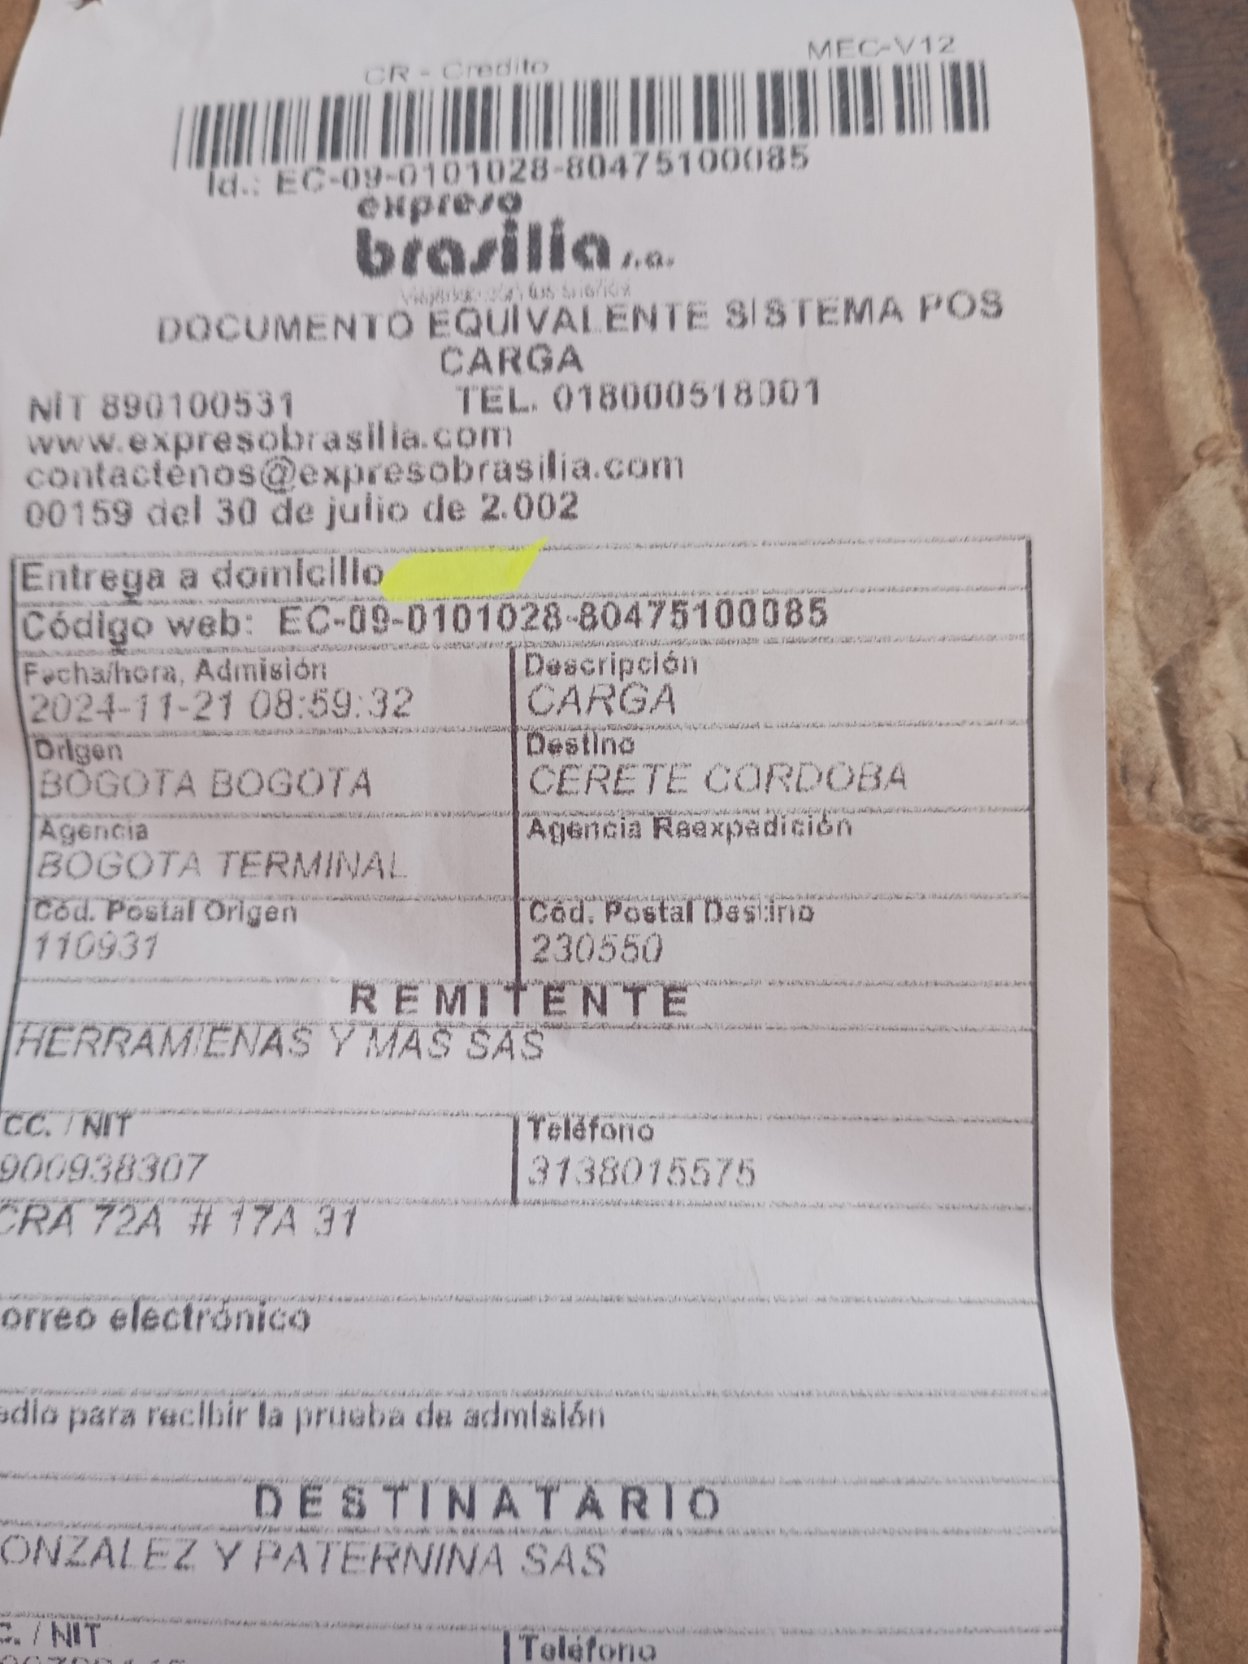 CR - Credito MEC-V12
Id.: EC-09-0101028-80475100085
expreso
brasilia s.a.
DOCUMENTO EQUIVALENTE SISTEMA POS
CARGA
NIT 890100531 TEL. 018000518001
www.expresobrasilia.com
contactenos@expresobrasilia.com
00159 del 30 de julio de 2.002
Entrega a domicilio
Código web: EC-09-0101028-80475100085
Fecha/hora, Admisión Descripción
2024-11-21 08:59:32 CARGA
Origen Destino
BOGOTA BOGOTA CERETE CORDOBA
Agencia Agencia Reexpedición
BOGOTA TERMINAL
Cód. Postal Origen Cód. Postal Destino
110931 230550
REMITENTE
HERRAMIENAS Y MAS SAS
CC. / NIT Teléfono
900938307 3138015575
CRA 72A # 17A 31
orreo electrónico
edio para recibir la prueba de admisión
DESTINATARIO
ONZALEZ Y PATERNINA SAS
C. / NIT Teléfono